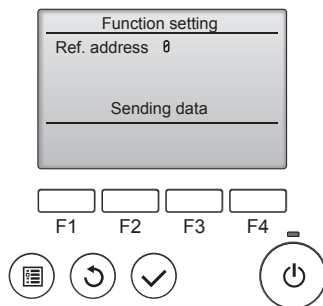 Function setting
Ref. address 0
Sending data
F1 F2 F3 F4